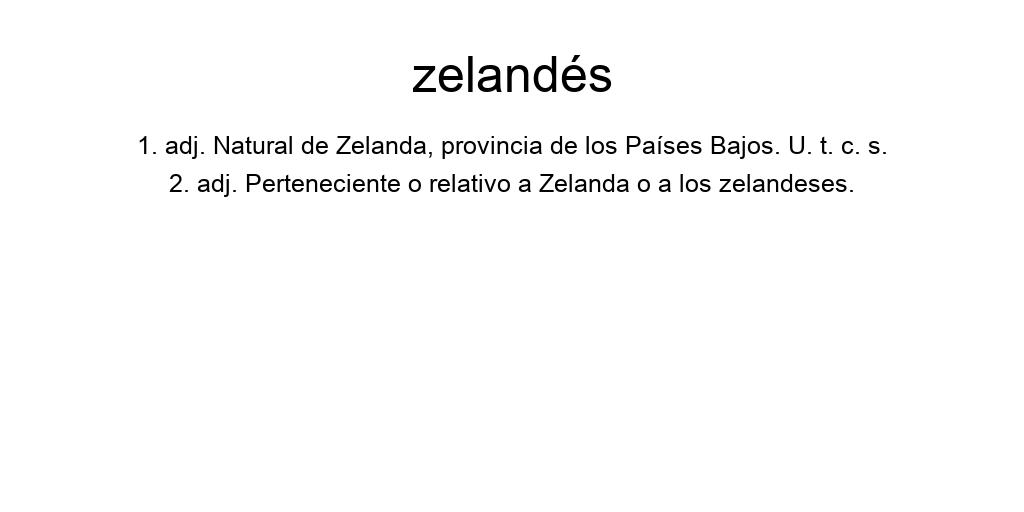 zelandés
1. adj. Natural de Zelanda, provincia de los Países Bajos. U. t. c. s.
2. adj. Perteneciente o relativo a Zelanda o a los zelandeses.